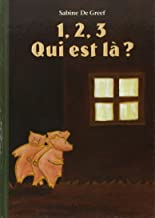 Sabine De Greef
1, 2, 3
Qui est là ?